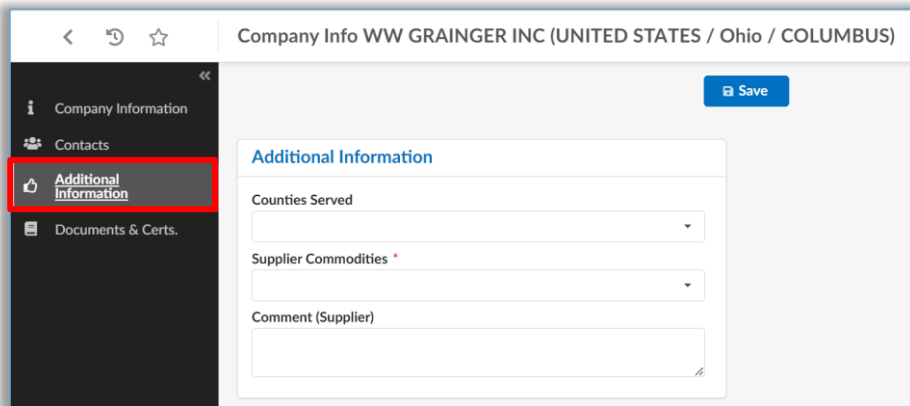 Company Info WW GRAINGER INC (UNITED STATES / Ohio / COLUMBUS)
Company Information
Contacts
Additional
Information
Documents & Certs.
Save
Additional Information
Counties Served
Supplier Commodities *
Comment (Supplier)